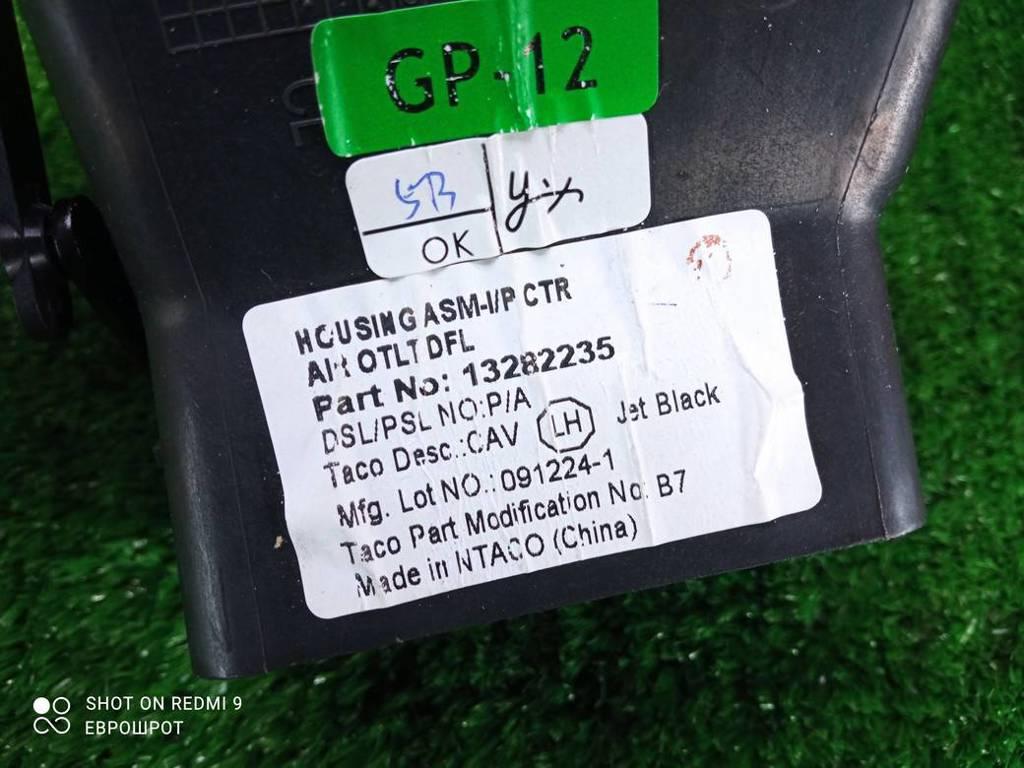 GP-12
OK
HOUSING ASM-I/P CTR
AIR OTLT DFL
Part No: 13282235
DSL/PSL NO:P/A
Taco Desc.:CAV LH Jet Black
Mfg. Lot NO.: 091224-1
Taco Part Modification No: B7
Made in NTACO (China)
SHOT ON REDMI 9
ЕВРОШРОТ